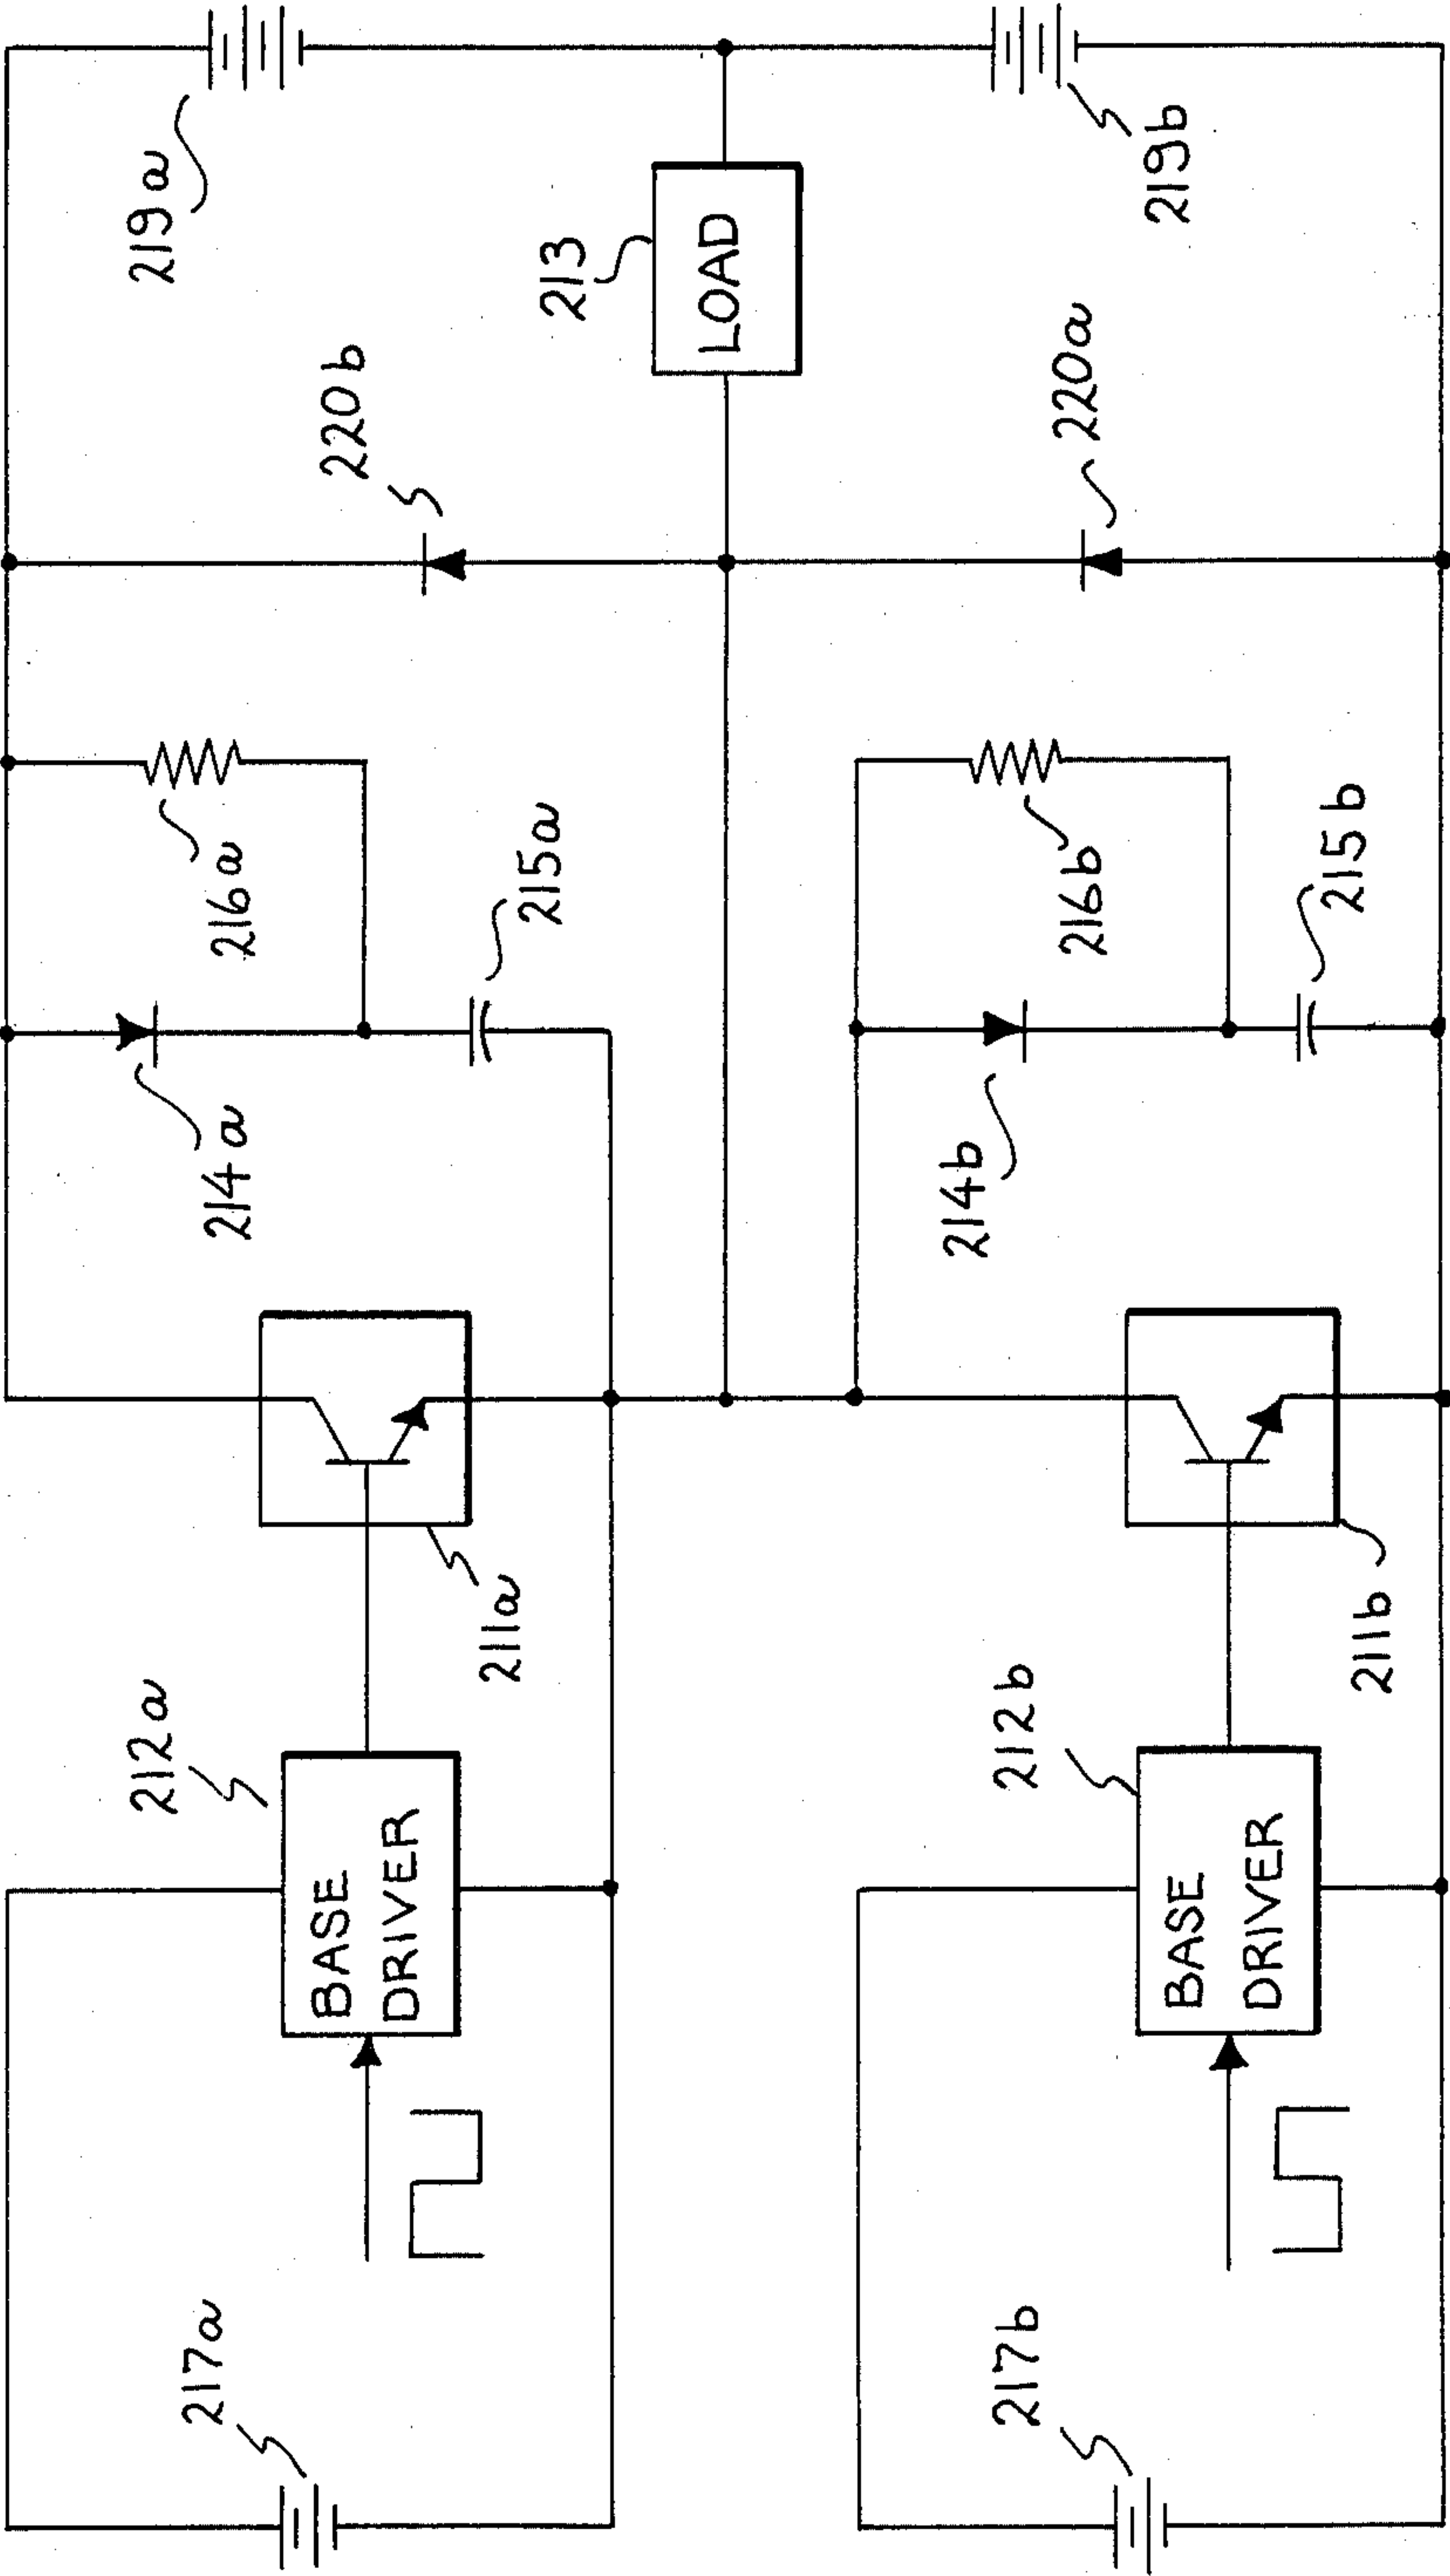 217a
212a
BASE
DRIVER
211a
214a
216a
215a
220b
219a
213
LOAD
217b
212b
BASE
DRIVER
211b
214b
216b
215b
220a
219b